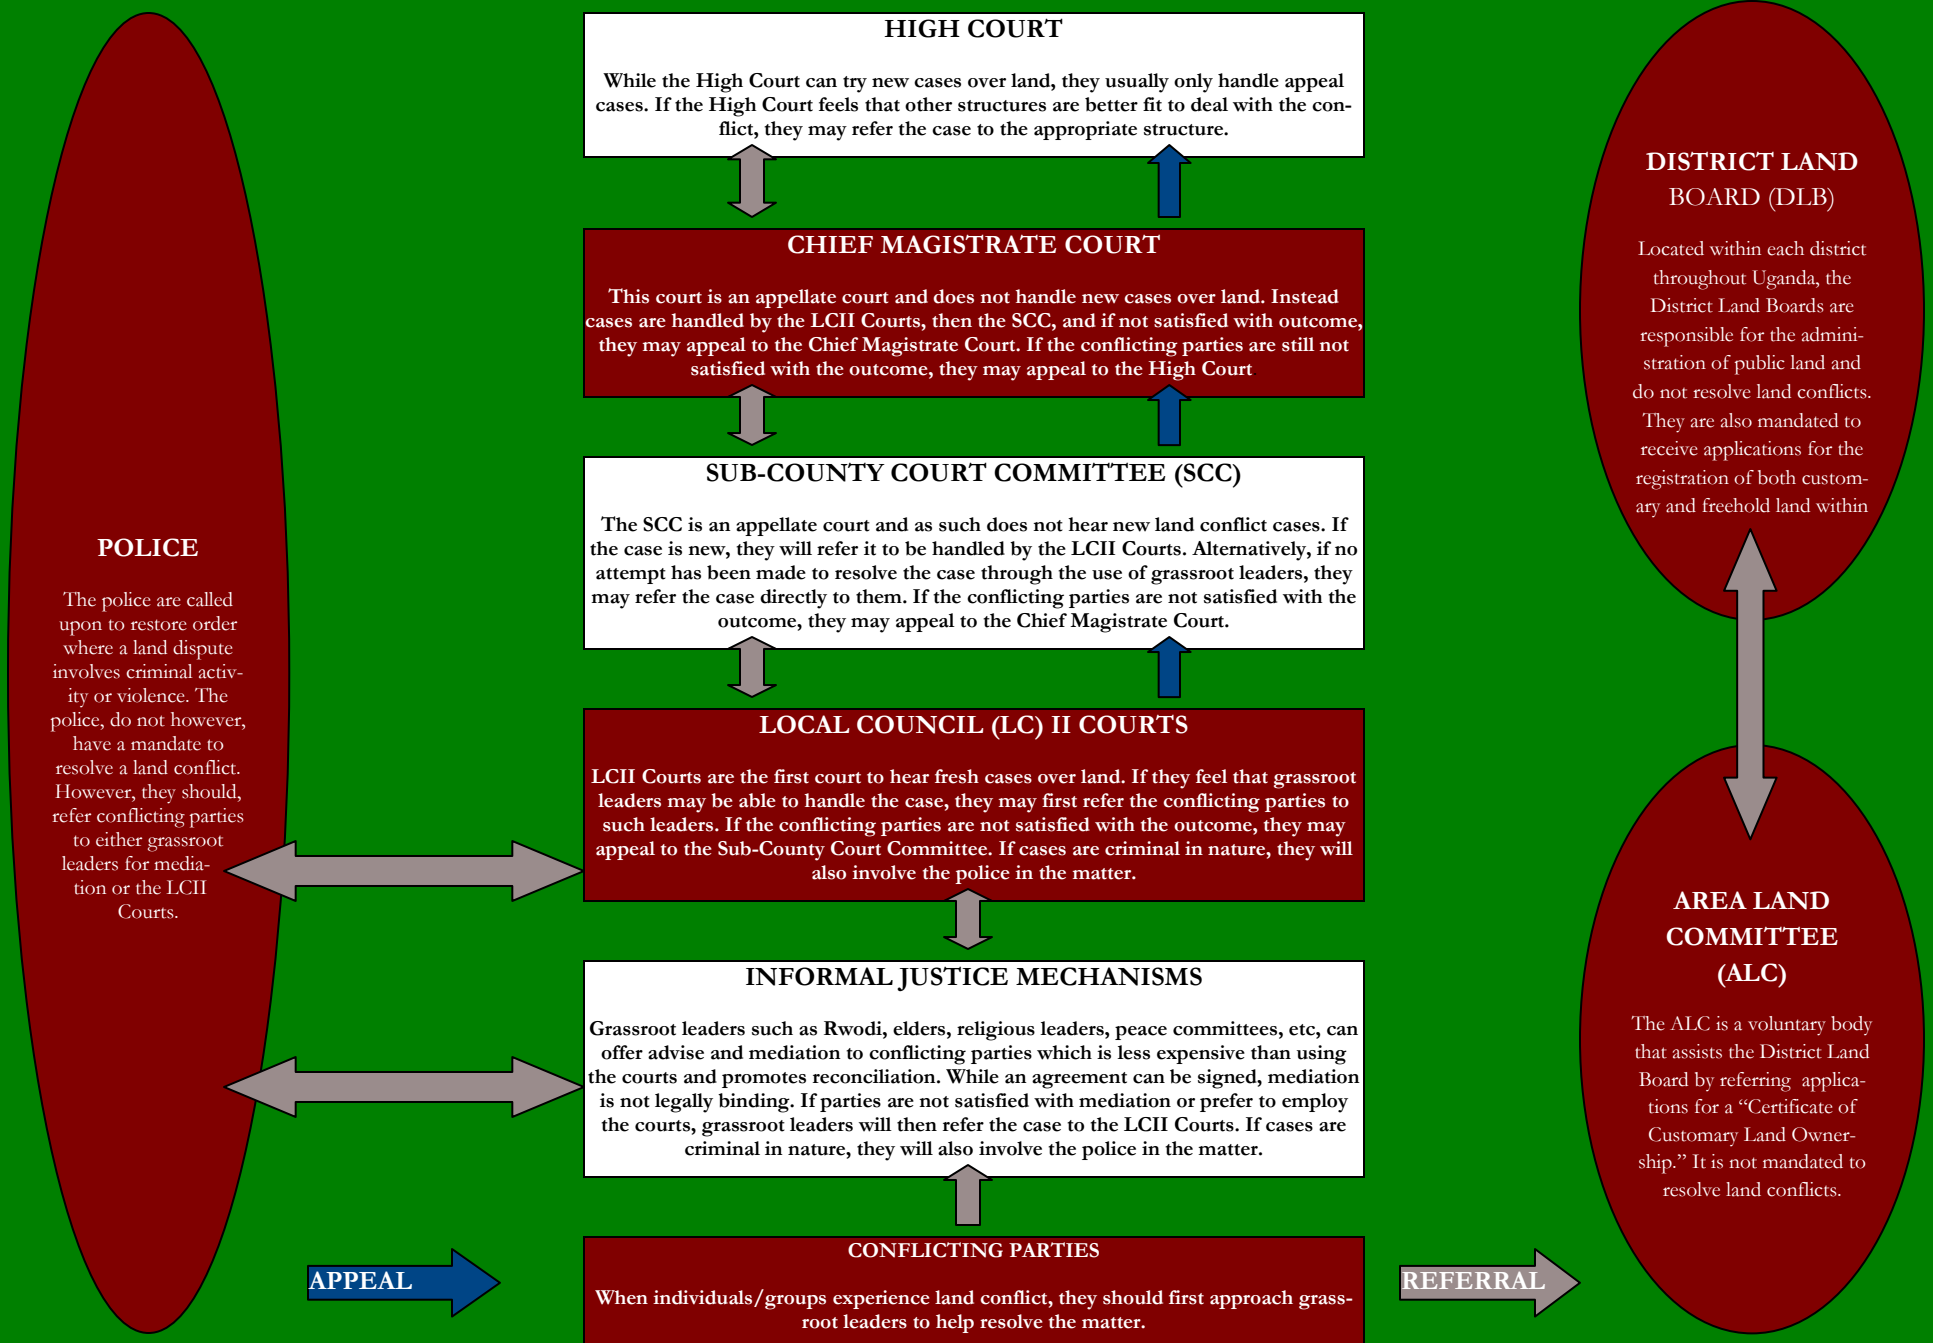 HIGH COURT
While the High Court can try new cases over land, they usually only handle appeal
cases. If the High Court feels that other structures are better fit to deal with the con-
flict, they may refer the case to the appropriate structure.
CHIEF MAGISTRATE COURT
This court is an appellate court and does not handle new cases over land. Instead
cases are handled by the LCII Courts, then the SCC, and if not satisfied with outcome,
they may appeal to the Chief Magistrate Court. If the conflicting parties are still not
satisfied with the outcome, they may appeal to the High Court
SUB-COUNTY COURT COMMITTEE (SCC)
The SCC is an appellate court and as such does not hear new land conflict cases. If
the case is new, they will refer it to be handled by the LCII Courts. Alternatively, if no
attempt has been made to resolve the case through the use of grassroot leaders, they
may refer the case directly to them. If the conflicting parties are not satisfied with the
outcome, they may appeal to the Chief Magistrate Court.
LOCAL COUNCIL (LC) II COURTS
LCII Courts are the first court to hear fresh cases over land. If they feel that grassroot
leaders may be able to handle the case, they may first refer the conflicting parties to
such leaders. If the conflicting parties are not satisfied with the outcome, they may
appeal to the Sub-County Court Committee. If cases are criminal in nature, they will
also involve the police in the matter.
INFORMAL JUSTICE MECHANISMS
Grassroot leaders such as Rwodi, elders, religious leaders, peace committees, etc, can
offer advise and mediation to conflicting parties which is less expensive than using
the courts and promotes reconciliation. While an agreement can be signed, mediation
is not legally binding. If parties are not satisfied with mediation or prefer to employ
the courts, grassroot leaders will then refer the case to the LCII Courts. If cases are
criminal in nature, they will also involve the police in the matter.
CONFLICTING PARTIES
When individuals/groups experience land conflict, they should first approach grass-
root leaders to help resolve the matter.
POLICE
The police are called
upon to restore order
where a land dispute
involves criminal activ-
ity or violence. The
police, do not however,
have a mandate to
resolve a land conflict.
However, they should,
refer conflicting parties
to either grassroot
leaders for media-
tion or the LCII
Courts.
APPEAL
DISTRICT LAND
BOARD (DLB)
Located within each district
throughout Uganda, the
District Land Boards are
responsible for the admini-
stration of public land and
do not resolve land conflicts.
They are also mandated to
receive applications for the
registration of both custom-
ary and freehold land within
AREA LAND
COMMITTEE
(ALC)
The ALC is a voluntary body
that assists the District Land
Board by referring applica-
tions for a “Certificate of
Customary Land Owner-
ship.” It is not mandated to
resolve land conflicts.
REFERRAL